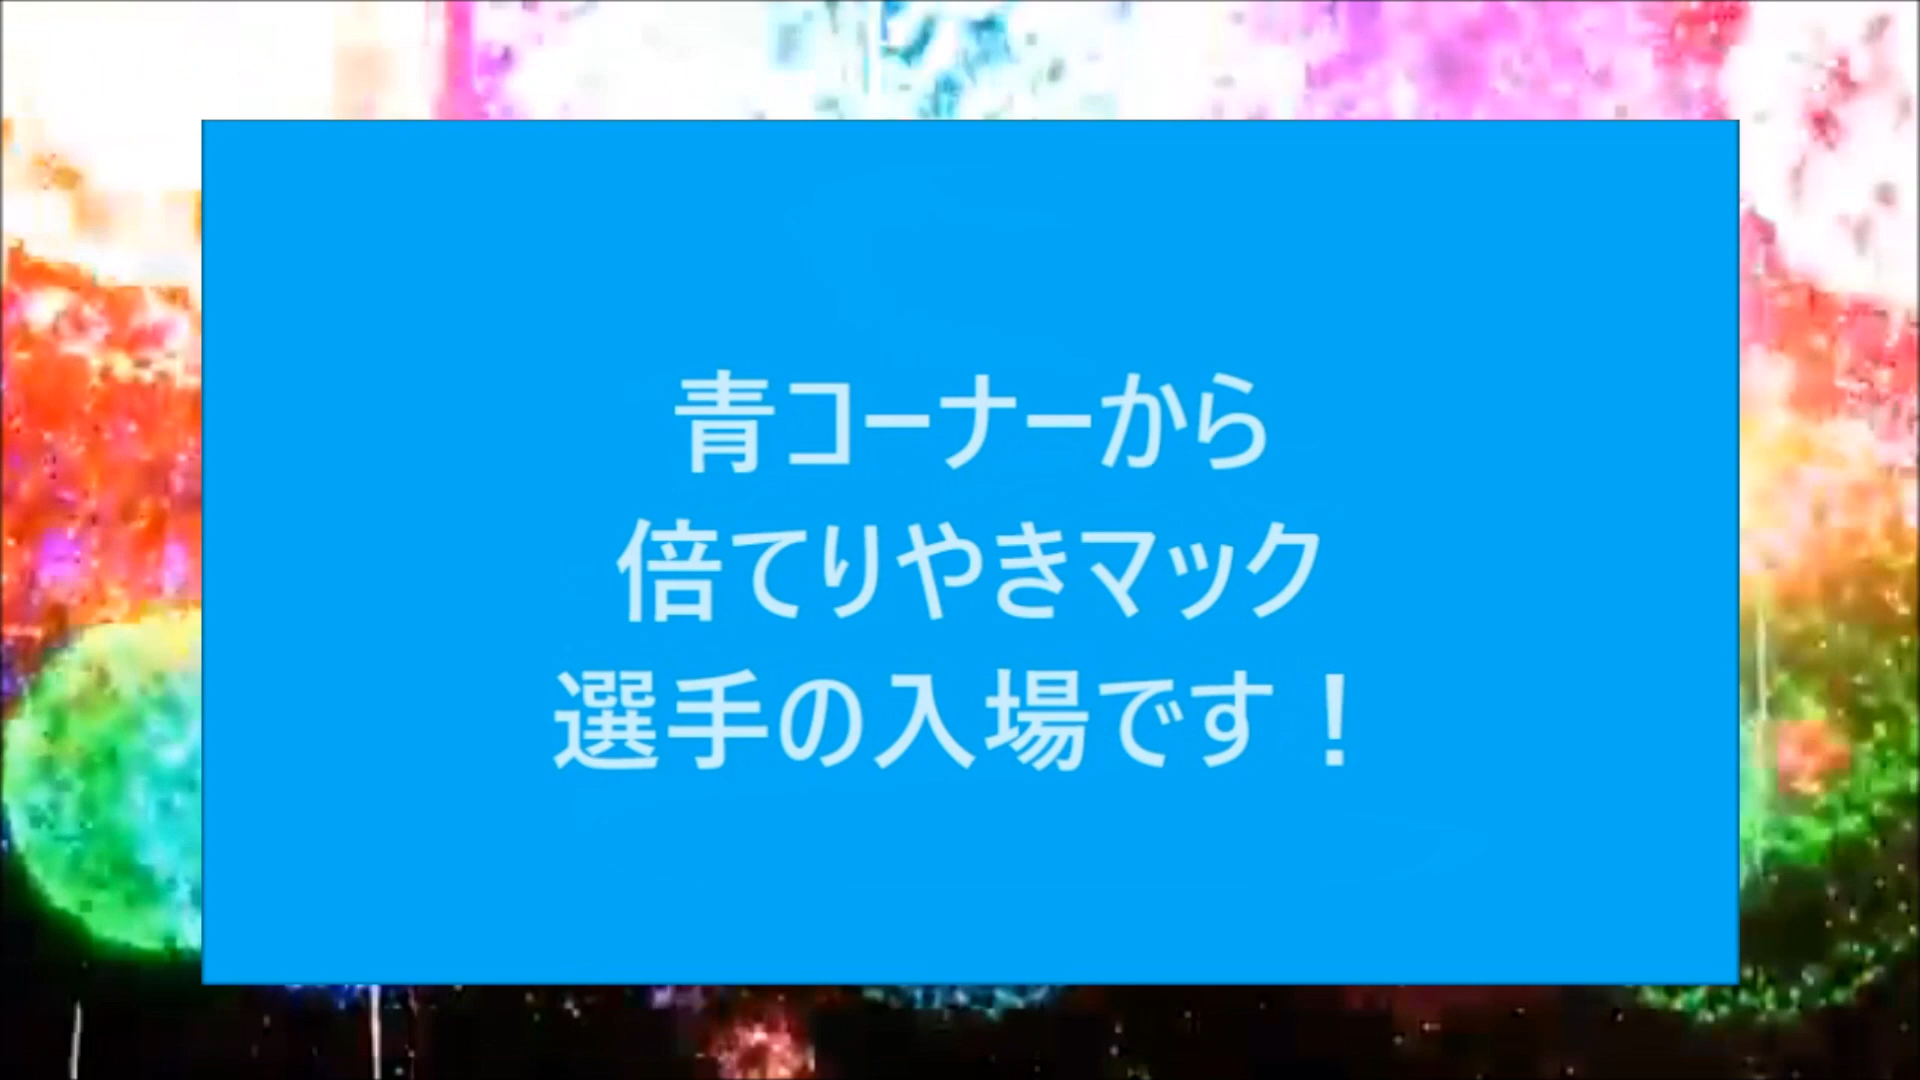 青コーナーから
倍てりやきマック
選手の入場です！